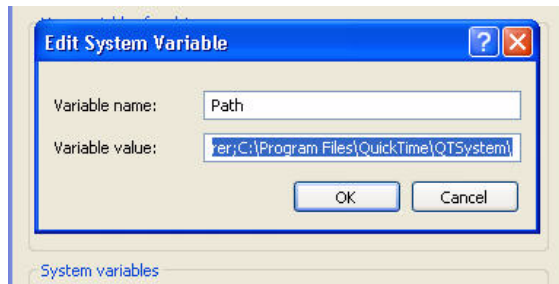 Edit System Variable
Variable name:
Path
Variable value:
rer;C:\Program Files\QuickTime\QTSystem\
OK
Cancel
System variables